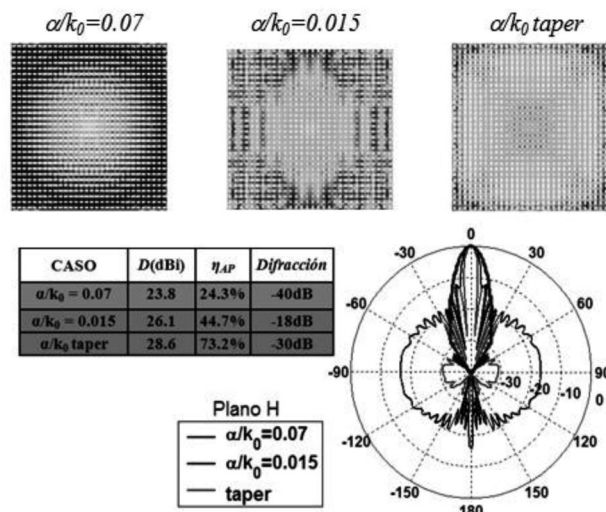 α/k₀=0.07 α/k₀=0.015 α/k₀ taper
CASO D(dBi) ηAP Difracción
α/k₀ = 0.07 23.8 24.3% -40dB
α/k₀ = 0.015 26.1 44.7% -18dB
α/k₀ taper 28.6 73.2% -30dB
0
-30 30
-60 60
-90 -30 -20 -10 0 90
-120 120
-150 150
180
Plano H
α/k₀=0.07
α/k₀=0.015
taper